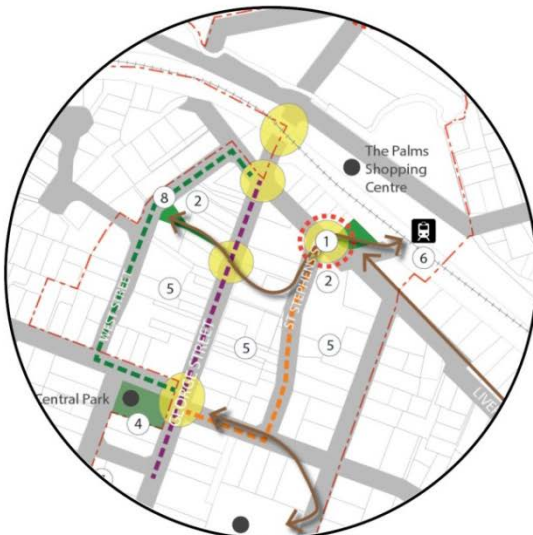 The Palms
Shopping
Centre
8
2
1
6
2
5
5
5
WEST STREET
GEORGE STREET
ST STEPHENS
LIVE
Central Park
4